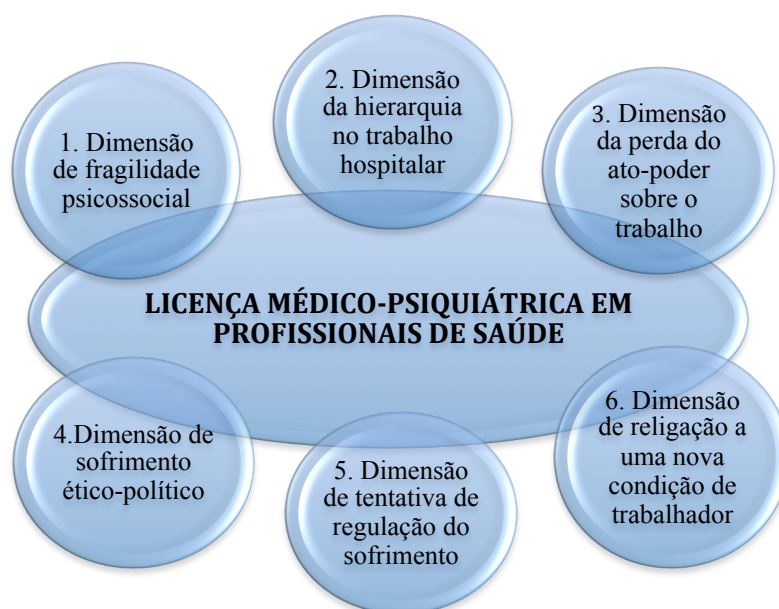 1. Dimensão
de fragilidade
psicossocial
2. Dimensão
da hierarquia
no trabalho
hospitalar
3. Dimensão
da perda do
ato-poder
sobre o
trabalho
LICENÇA MÉDICO-PSIQUIÁTRICA EM
PROFISSIONAIS DE SAÚDE
4.Dimensão de
sofrimento
ético-político
5. Dimensão
de tentativa de
regulação do
sofrimento
6. Dimensão
de religação a
uma nova
condição de
trabalhador